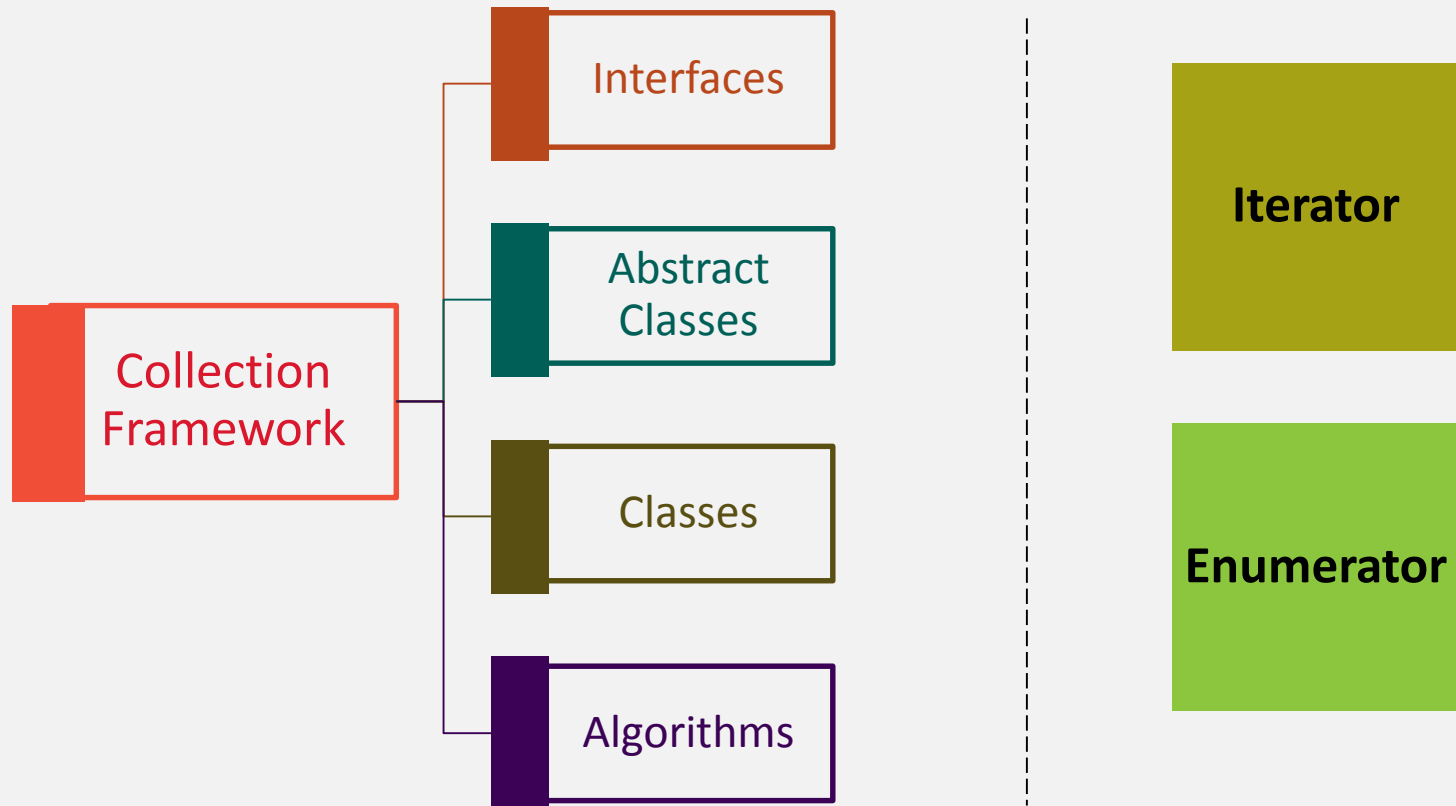 Collection
Framework
Interfaces
Abstract
Classes
Classes
Algorithms
Iterator
Enumerator